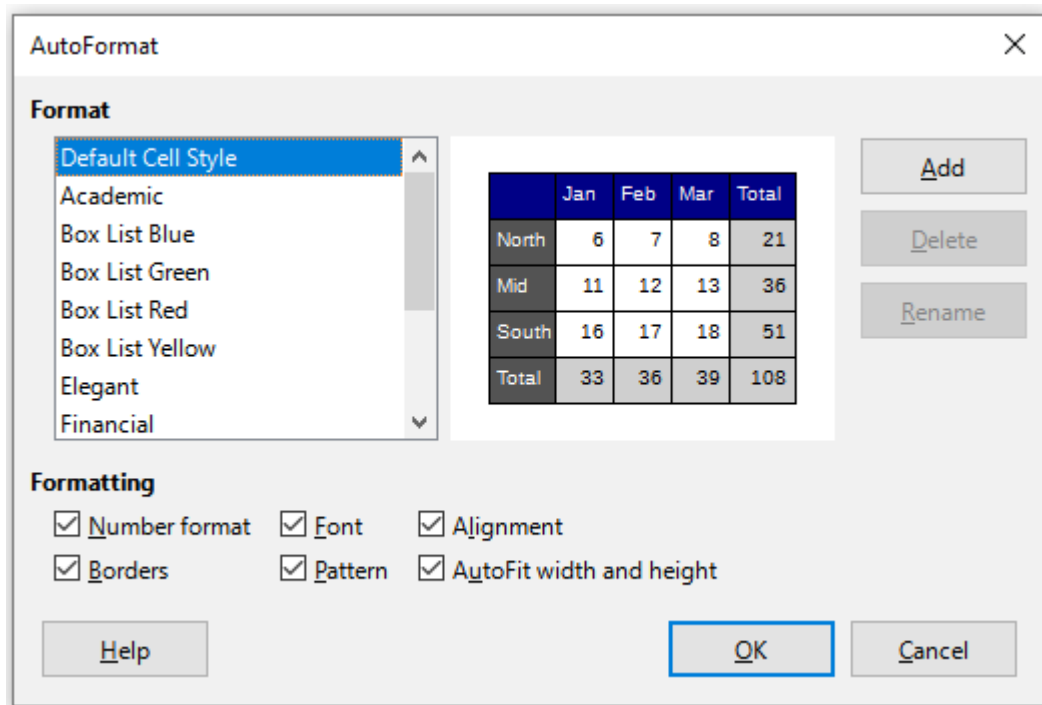 AutoFormat
Format
Default Cell Style
Academic
Box List Blue
Box List Green
Box List Red
Box List Yellow
Elegant
Financial
Jan Feb Mar Total
North 6 7 8 21
Mid 11 12 13 36
South 16 17 18 51
Total 33 36 39 108
Add
Delete
Rename
Formatting
Number format Font Alignment
Borders Pattern AutoFit width and height
Help OK Cancel